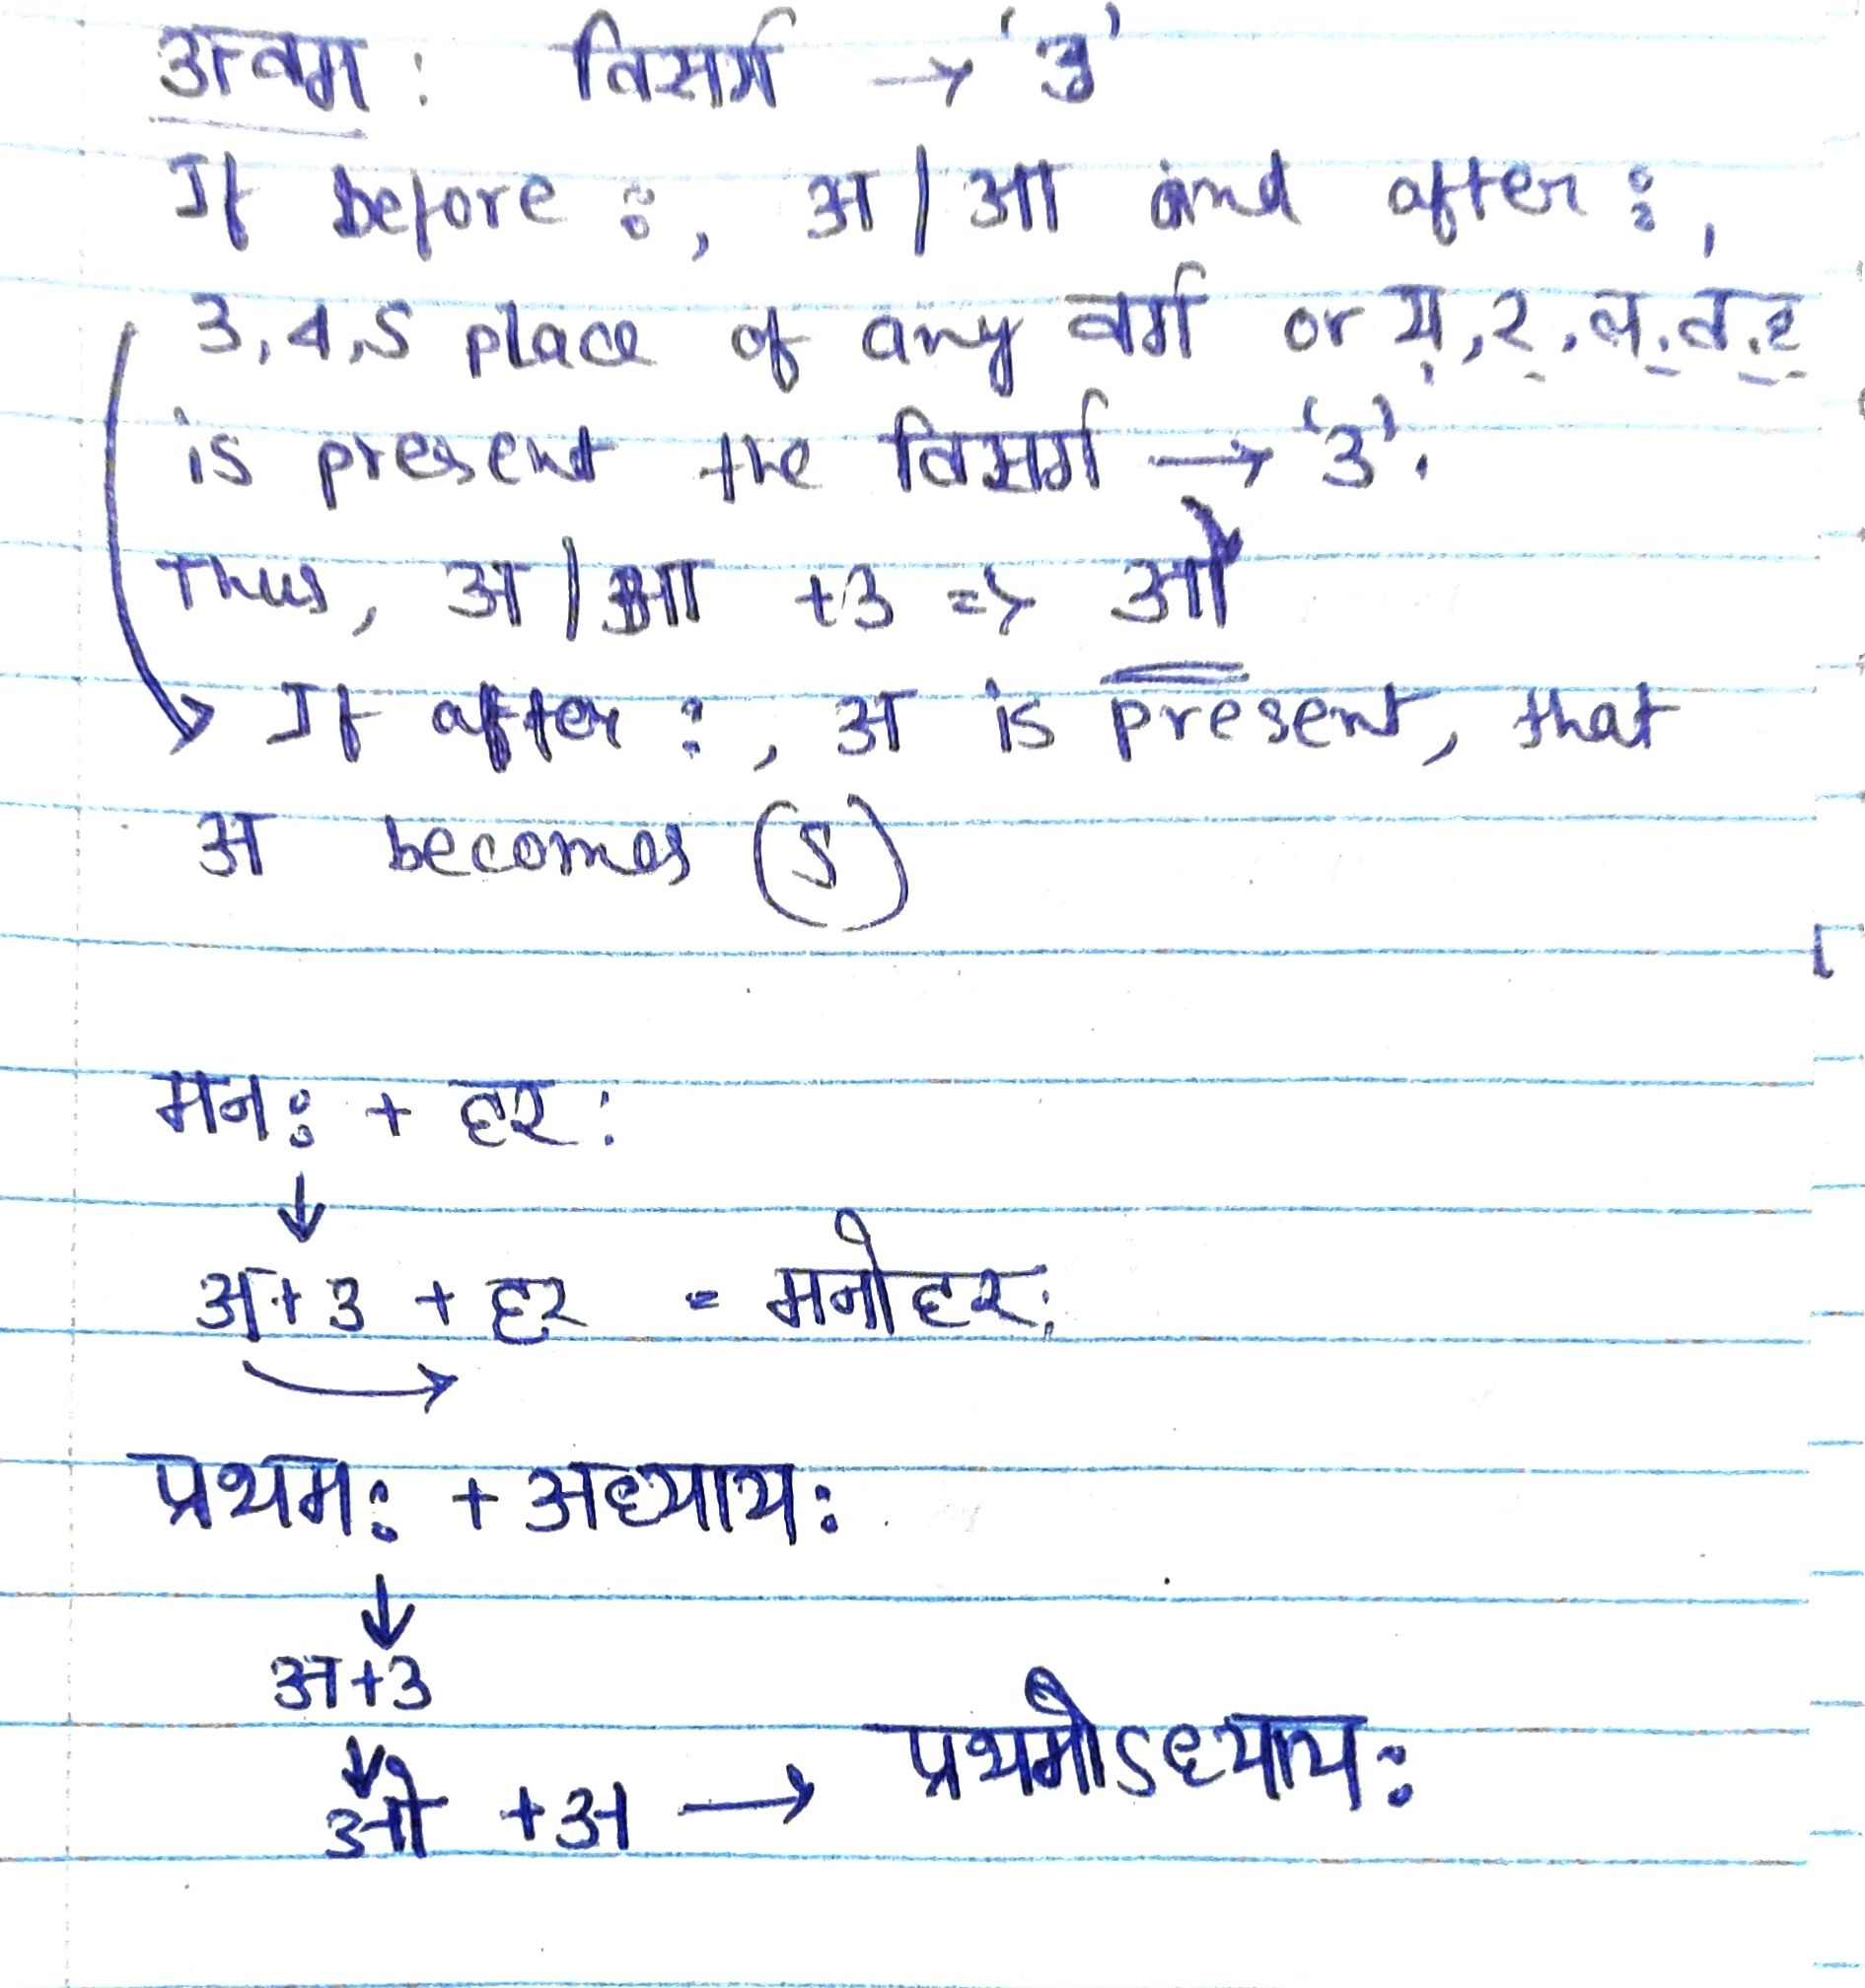 उत्वम : विसर्ग → 'उ'
If before :, अ | आ and after :,
3,4,5 place of any वर्ग or य्, र्, ल्, व्, ह्
is present the विसर्ग → 'उ'.
Thus, अ | आ + उ => ओ
If after :, अ is present, that
अ becomes (ऽ)
मनः + हरः
↓
अ + उ + हर = मनोहरः
प्रथमः + अध्यायः
↓
अ + उ
↓
ओ + अ → प्रथमोऽध्यायः